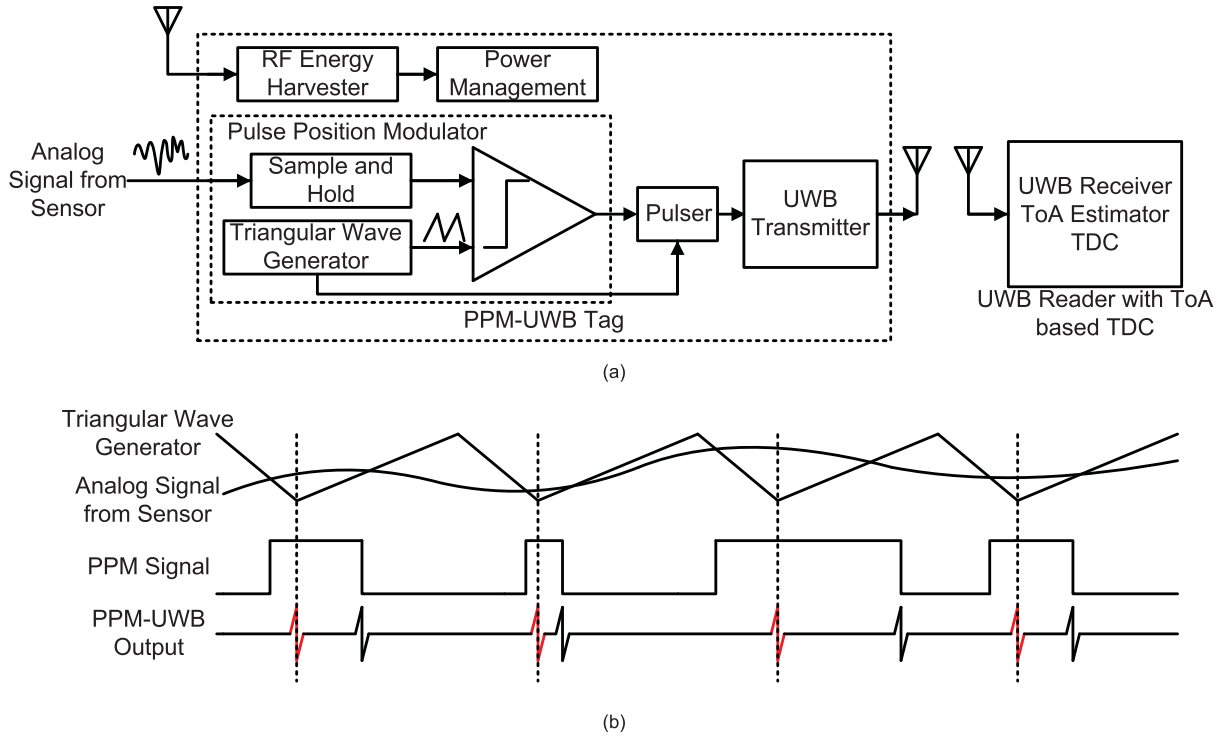 RF Energy
Harvester
Power
Management
Pulse Position Modulator
Analog
Signal from
Sensor
Sample and
Hold
Triangular Wave
Generator
Pulser
UWB
Transmitter
UWB Receiver
ToA Estimator
TDC
PPM-UWB Tag
UWB Reader with ToA
based TDC
(a)
Triangular Wave
Generator
Analog Signal
from Sensor
PPM Signal
PPM-UWB
Output
(b)